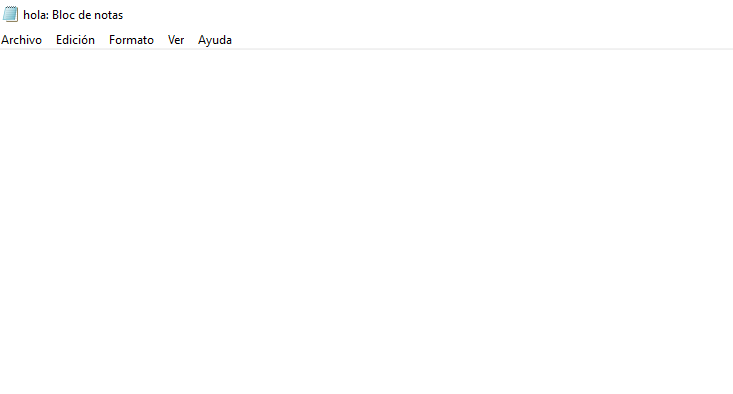 hola: Bloc de notas
Archivo Edición Formato Ver Ayuda